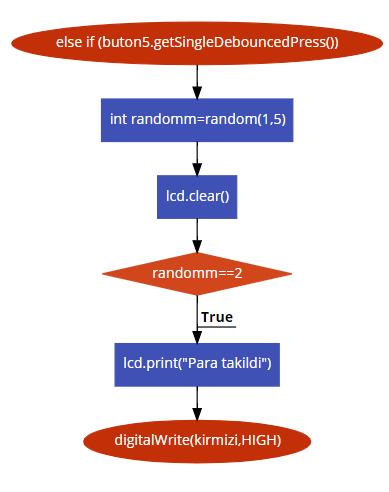 else if (buton5.getSingleDebouncedPress())
int randomm=random(1,5)
lcd.clear()
randomm==2
True
lcd.print("Para takildi")
digitalWrite(kirmizi,HIGH)